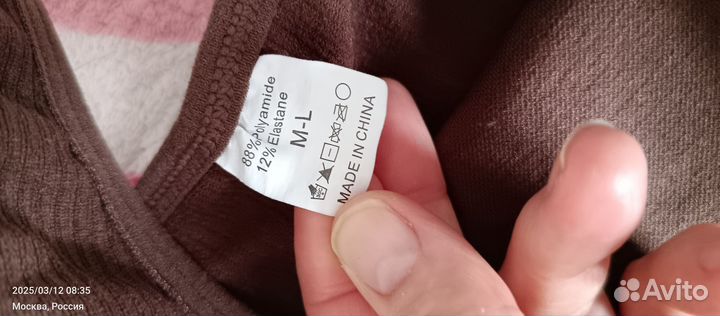 88%Polyamide
12%Elastane
M-L
MADE IN CHINA
2025/03/12 08:35
Москва, Россия
Avito